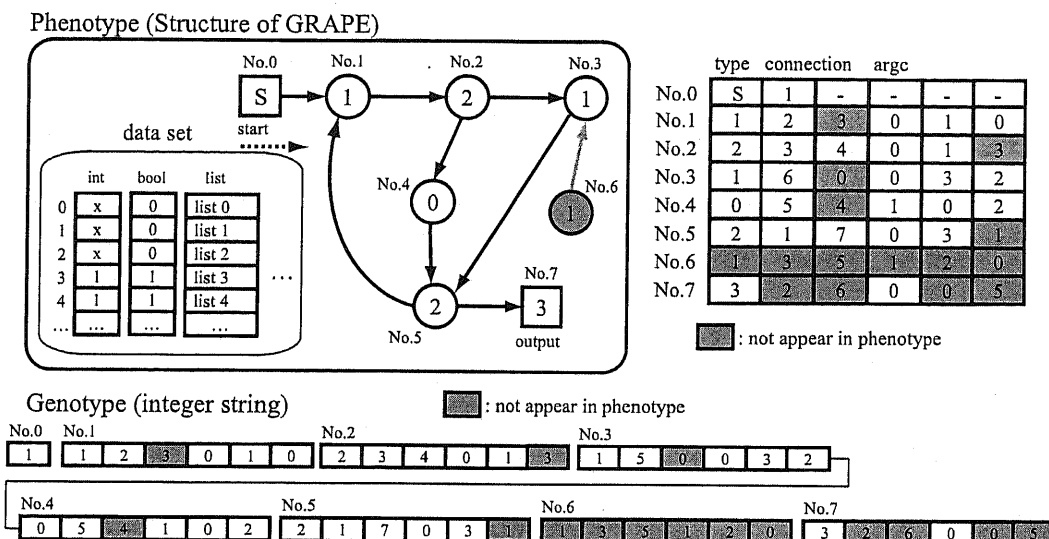 Phenotype (Structure of GRAPE)
No.0 No.1 No.2 No.3
S 1 2 1
start
data set
int bool list
0 x 0 list 0
1 x 0 list 1
2 x 0 list 2
3 1 1 list 3
4 1 1 list 4
... ... ... ...
...
No.4
0
No.6
1
No.7
2 3
No.5
output
type connection argc
No.0 S 1 - - - -
No.1 1 2 3 0 1 0
No.2 2 3 4 0 1 3
No.3 1 6 0 0 3 2
No.4 0 5 4 1 0 2
No.5 2 1 7 0 3 1
No.6 1 3 5 1 2 0
No.7 3 2 6 0 0 5
: not appear in phenotype
Genotype (integer string)
: not appear in phenotype
No.0 No.1 No.2 No.3
1 1 2 3 0 1 0 2 3 4 0 1 3 1 5 0 0 3 2
No.4 No.5 No.6 No.7
0 5 4 1 0 2 2 1 7 0 3 1 1 3 5 1 2 0 3 2 6 0 0 5